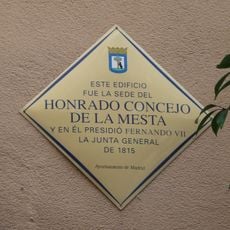 ESTE EDIFICIO
FUE LA SEDE DEL
HONRADO CONCEJO
DE LA MESTA
Y EN ÉL PRESIDIÓ FERNANDO VII
LA JUNTA GENERAL
DE 1815
Ayuntamiento de Madrid